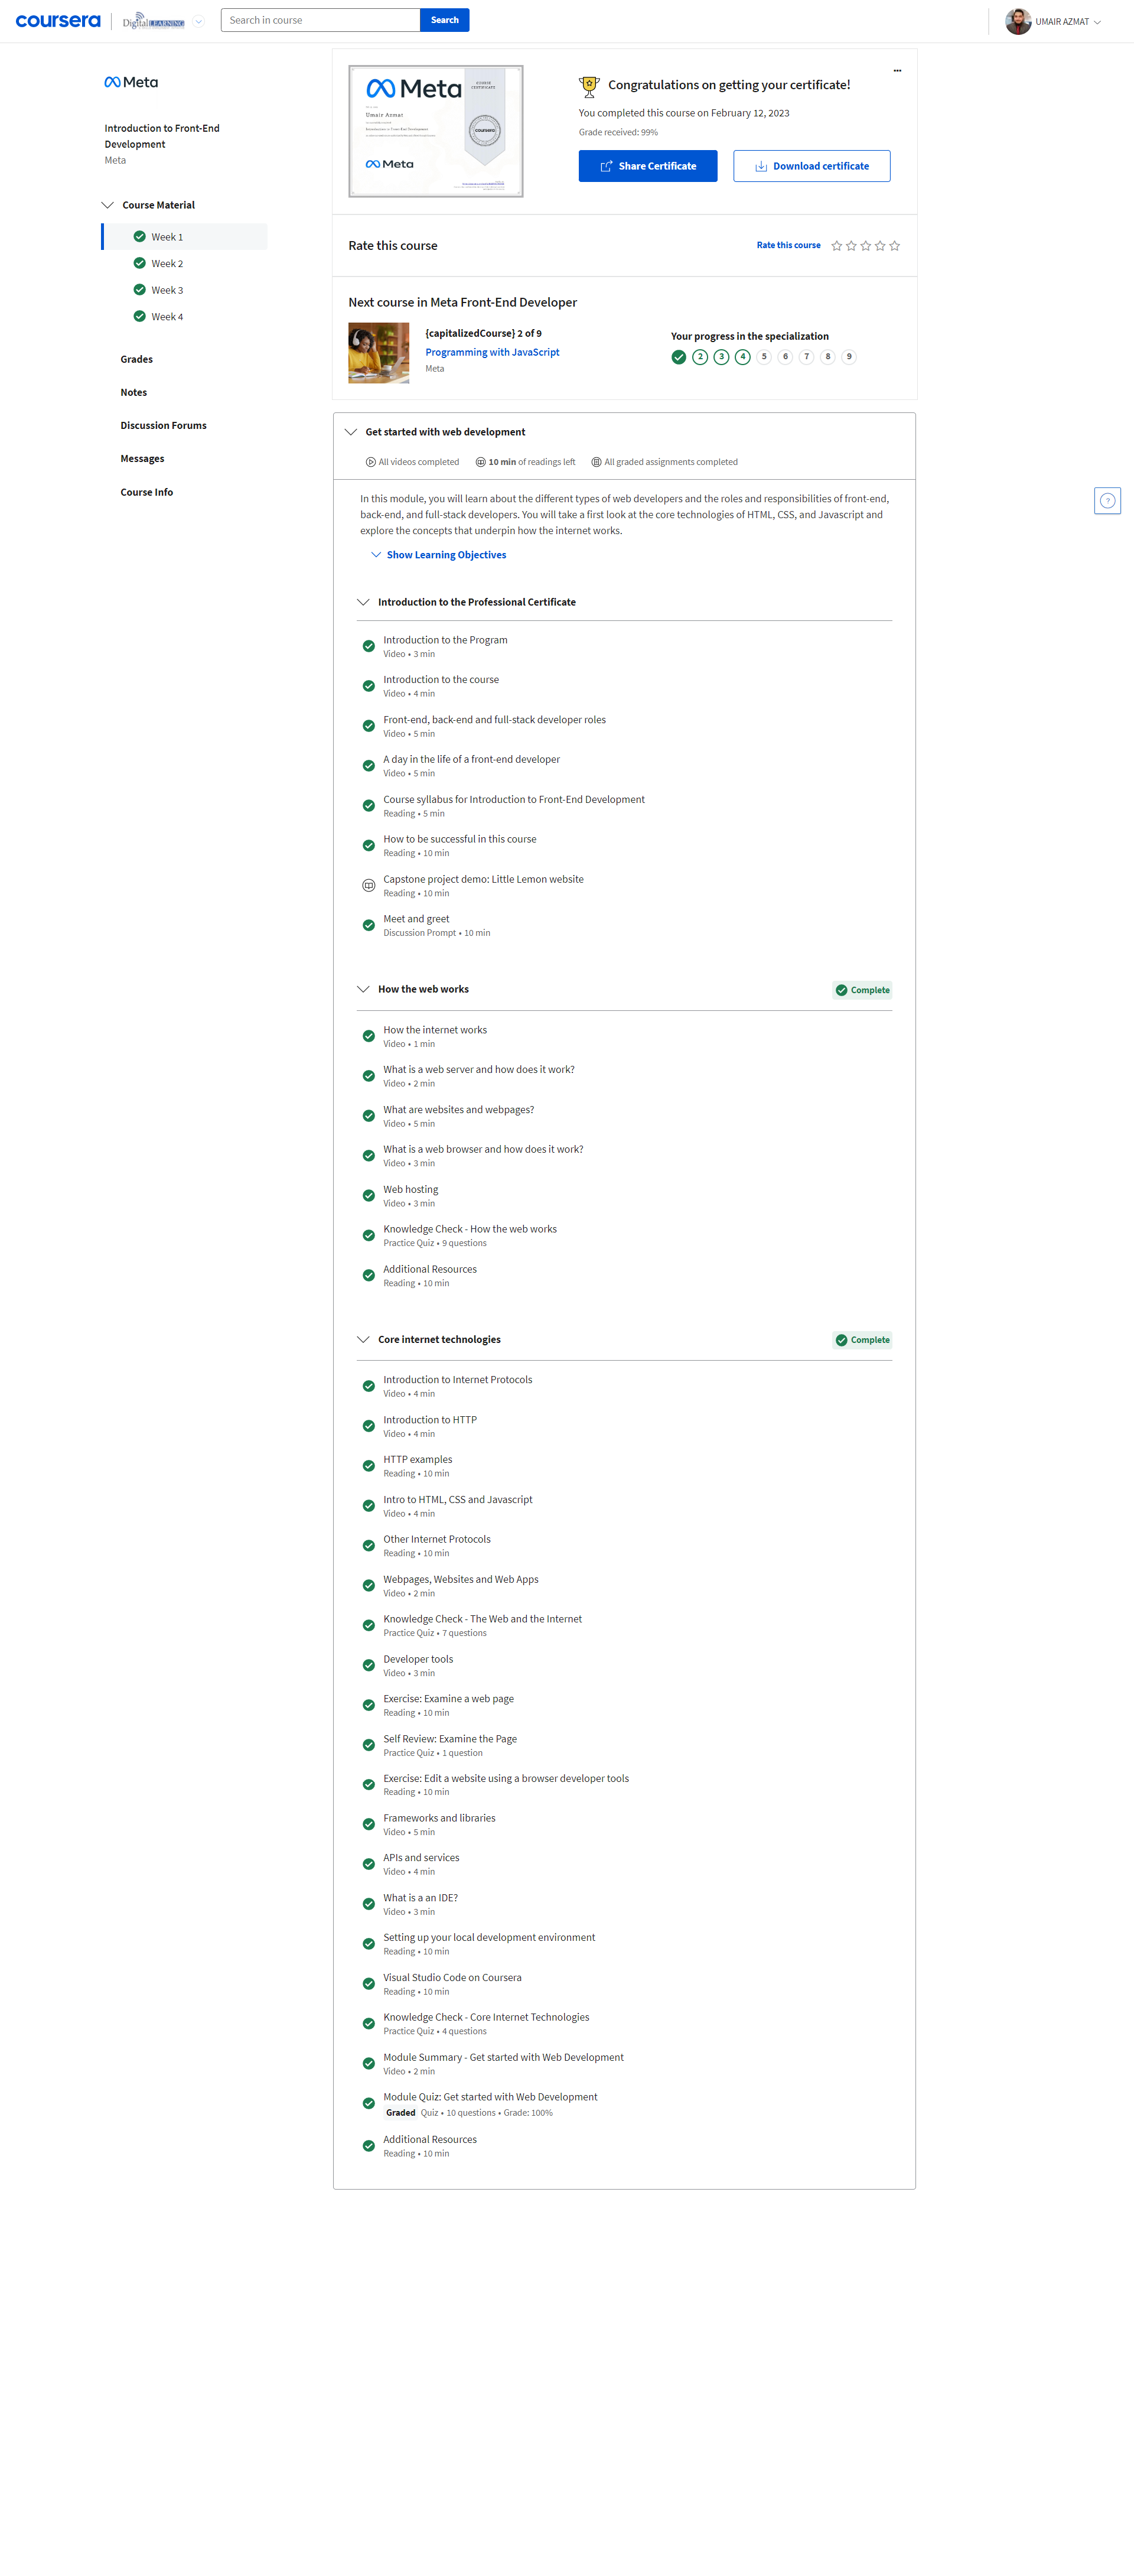 coursera
Digital LEARNING
Search in course
Search
UMAIR AZMAT
Meta
Introduction to Front-End
Development
Meta
Course Material
Week 1
Week 2
Week 3
Week 4
Grades
Notes
Discussion Forums
Messages
Course Info
Meta
COURSE
CERTIFICATE
Umair Azmat
Introduction to Front-End Development
coursera
Meta
Congratulations on getting your certificate!
You completed this course on February 12, 2023
Grade received: 99%
Share Certificate
Download certificate
Rate this course
Rate this course
Next course in Meta Front-End Developer
{capitalizedCourse} 2 of 9
Programming with JavaScript
Meta
Your progress in the specialization
2 3 4 5 6 7 8 9
Get started with web development
All videos completed
10 min of readings left
All graded assignments completed
In this module, you will learn about the different types of web developers and the roles and responsibilities of front-end,
back-end, and full-stack developers. You will take a first look at the core technologies of HTML, CSS, and Javascript and
explore the concepts that underpin how the internet works.
Show Learning Objectives
Introduction to the Professional Certificate
Introduction to the Program
Video • 3 min
Introduction to the course
Video • 4 min
Front-end, back-end and full-stack developer roles
Video • 5 min
A day in the life of a front-end developer
Video • 5 min
Course syllabus for Introduction to Front-End Development
Reading • 5 min
How to be successful in this course
Reading • 10 min
Capstone project demo: Little Lemon website
Reading • 10 min
Meet and greet
Discussion Prompt • 10 min
How the web works
Complete
How the internet works
Video • 1 min
What is a web server and how does it work?
Video • 2 min
What are websites and webpages?
Video • 5 min
What is a web browser and how does it work?
Video • 3 min
Web hosting
Video • 3 min
Knowledge Check - How the web works
Practice Quiz • 9 questions
Additional Resources
Reading • 10 min
Core internet technologies
Complete
Introduction to Internet Protocols
Video • 4 min
Introduction to HTTP
Video • 4 min
HTTP examples
Reading • 10 min
Intro to HTML, CSS and Javascript
Video • 4 min
Other Internet Protocols
Reading • 10 min
Webpages, Websites and Web Apps
Video • 2 min
Knowledge Check - The Web and the Internet
Practice Quiz • 7 questions
Developer tools
Video • 3 min
Exercise: Examine a web page
Reading • 10 min
Self Review: Examine the Page
Practice Quiz • 1 question
Exercise: Edit a website using a browser developer tools
Reading • 10 min
Frameworks and libraries
Video • 5 min
APIs and services
Video • 4 min
What is a an IDE?
Video • 3 min
Setting up your local development environment
Reading • 10 min
Visual Studio Code on Coursera
Reading • 10 min
Knowledge Check - Core Internet Technologies
Practice Quiz • 4 questions
Module Summary - Get started with Web Development
Video • 2 min
Module Quiz: Get started with Web Development
Graded Quiz • 10 questions • Grade: 100%
Additional Resources
Reading • 10 min